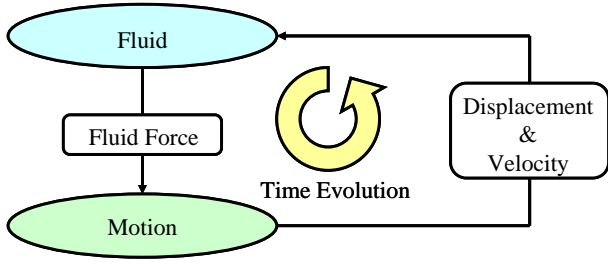 Fluid
Fluid Force
Displacement
&
Velocity
Time Evolution
Motion